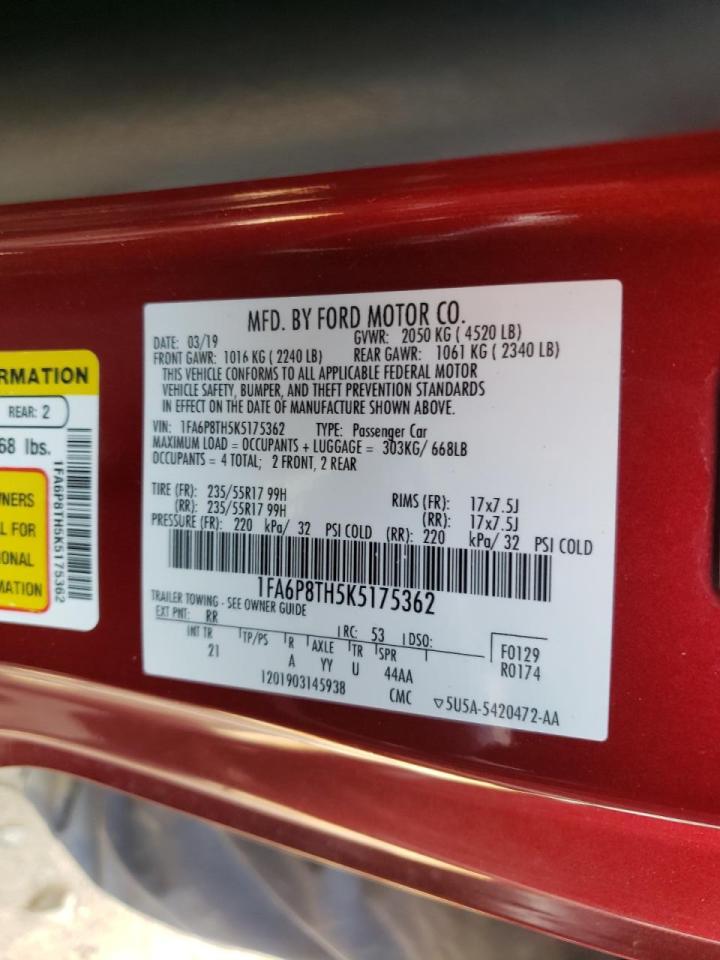 MFD. BY FORD MOTOR CO.
DATE: 03/19 GVWR: 2050 KG ( 4520 LB)
FRONT GAWR: 1016 KG ( 2240 LB) REAR GAWR: 1061 KG ( 2340 LB)
THIS VEHICLE CONFORMS TO ALL APPLICABLE FEDERAL MOTOR
VEHICLE SAFETY, BUMPER, AND THEFT PREVENTION STANDARDS
IN EFFECT ON THE DATE OF MANUFACTURE SHOWN ABOVE.
VIN: 1FA6P8TH5K5175362 TYPE: Passenger Car
MAXIMUM LOAD = OCCUPANTS + LUGGAGE = 303KG/ 668LB
OCCUPANTS = 4 TOTAL; 2 FRONT, 2 REAR
TIRE (FR): 235/55R17 99H RIMS (FR): 17x7.5J
(RR): 235/55R17 99H (RR): 17x7.5J
PRESSURE (FR): 220 kPa/ 32 PSI COLD (RR): 220 kPa/ 32 PSI COLD
1FA6P8TH5K5175362
TRAILER TOWING - SEE OWNER GUIDE
EXT PNT: RR RC: 53 DSO:
INT TR TP/PS R AXLE TR SPR
21 A YY U 44AA
F0129
R0174
1201903145938 CMC ▽5U5A-5420472-AA
RMATION
REAR: 2
68 lbs.
WNERS
L FOR
IONAL
MATION
1FA6P8TH5K5175362